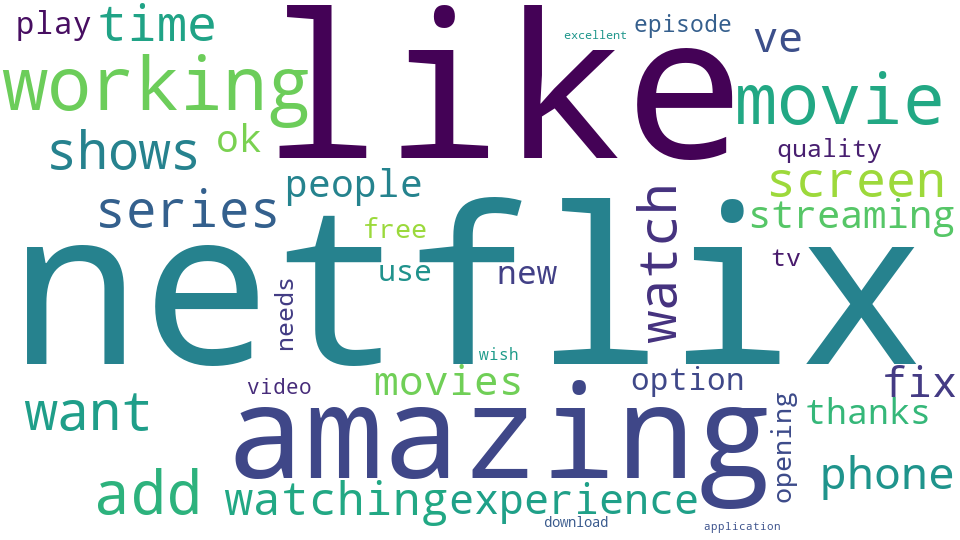 play
time
like
excellent
episode
ve
working
movie
shows
ok
quality
people
screen
series
watch
streaming
free
netflix
use
new
tv
needs
wish
video
movies
option
fix
want
amazing
opening
thanks
add
watching
experience
phone
download
application